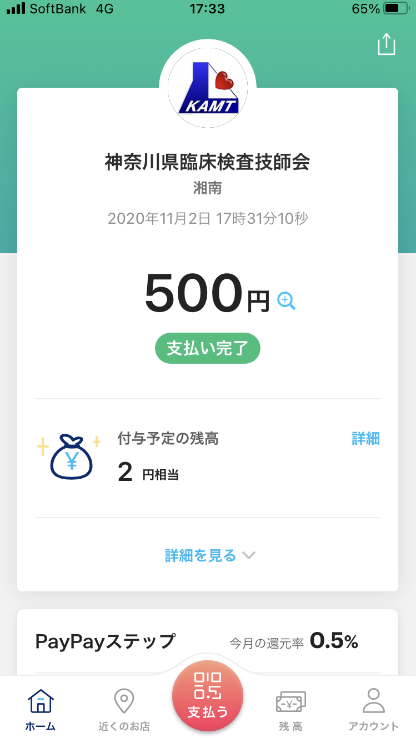 SoftBank 4G 17:33 65%
KAMT
神奈川県臨床検査技師会
湘南
2020年11月2日 17時31分10秒
500円
支払い完了
付与予定の残高 詳細
¥ 2 円相当
詳細を見る
PayPayステップ 今月の還元率 0.5%
ホーム 近くのお店 支払う 残高 アカウント